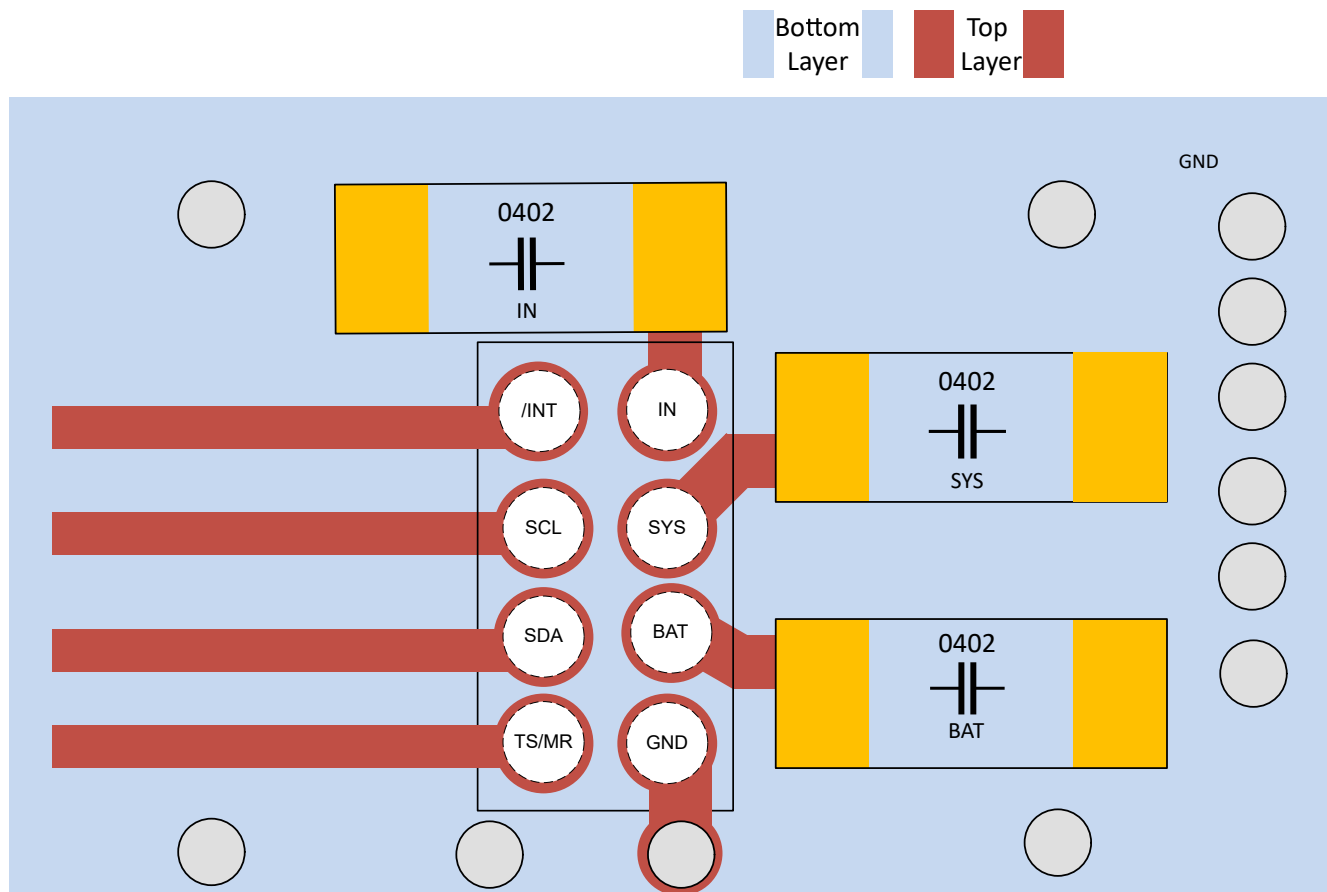 Bottom
Layer
Top
Layer
GND
0402
IN
/INT
IN
0402
SYS
SCL
SYS
SDA
BAT
0402
BAT
TS/MR
GND